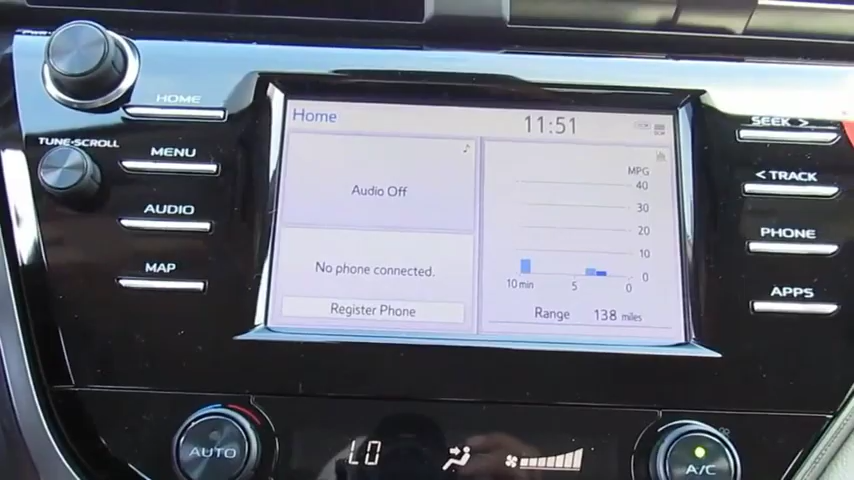 HOME
TUNE·SCROLL
MENU
AUDIO
MAP
Home
11:51
Audio Off
No phone connected.
Register Phone
MPG
40
30
20
10
0
10 min 5 0
Range 138 miles
SEEK >
< TRACK
PHONE
APPS
AUTO
LO
A/C